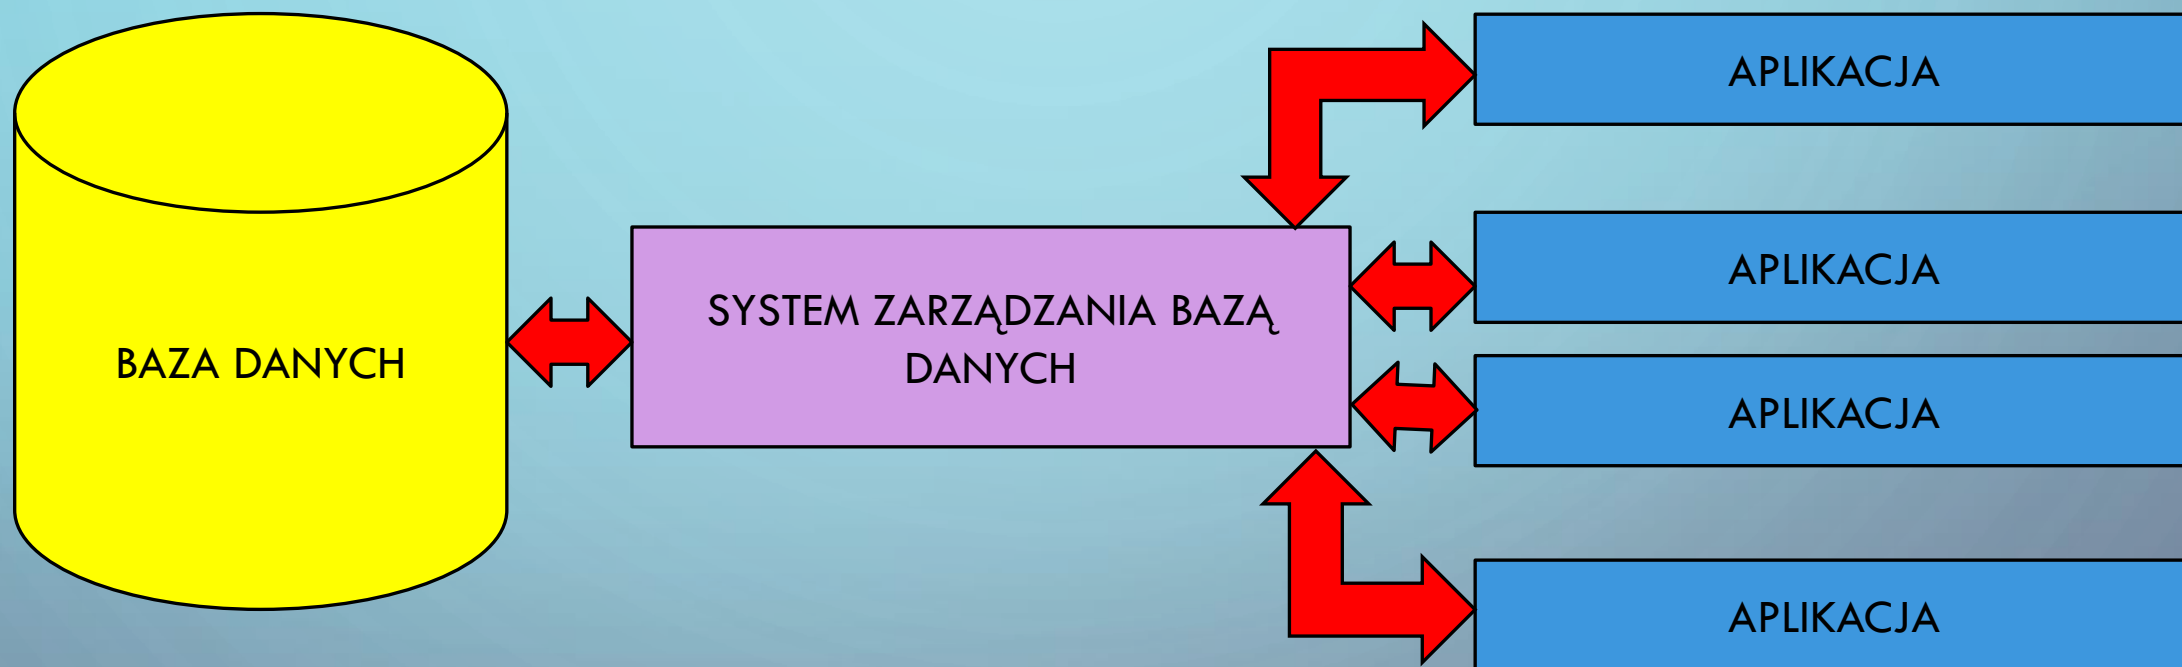 BAZA DANYCH
SYSTEM ZARZĄDZANIA BAZĄ
DANYCH
APLIKACJA
APLIKACJA
APLIKACJA
APLIKACJA